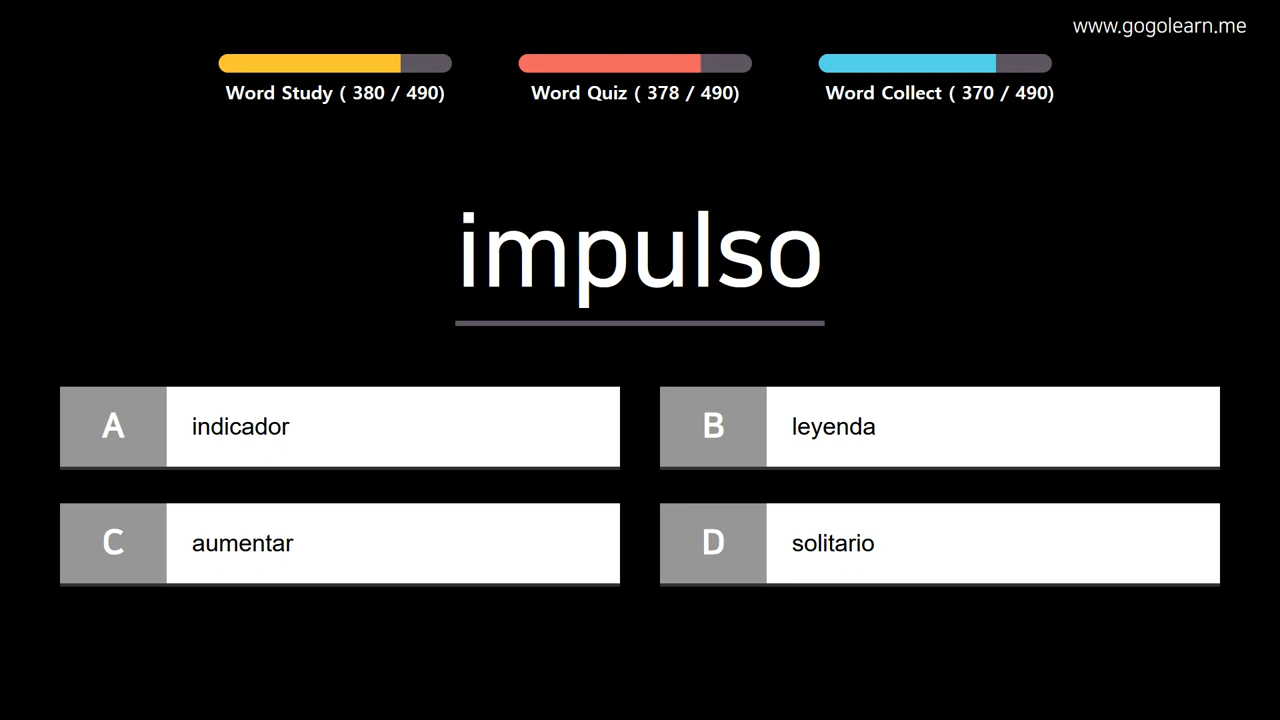 www.gogolearn.me
Word Study ( 380 / 490)
Word Quiz ( 378 / 490)
Word Collect ( 370 / 490)
impulso
A indicador
B leyenda
C aumentar
D solitario